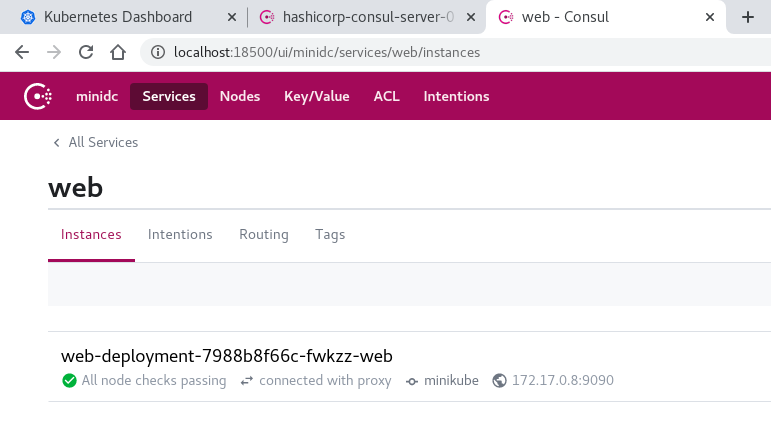 Kubernetes Dashboard
hashicorp-consul-server-0
web - Consul
localhost:18500/ui/minidc/services/web/instances
minidc Services Nodes Key/Value ACL Intentions
All Services
web
Instances Intentions Routing Tags
web-deployment-7988b8f66c-fwkzz-web
All node checks passing connected with proxy minikube 172.17.0.8:9090